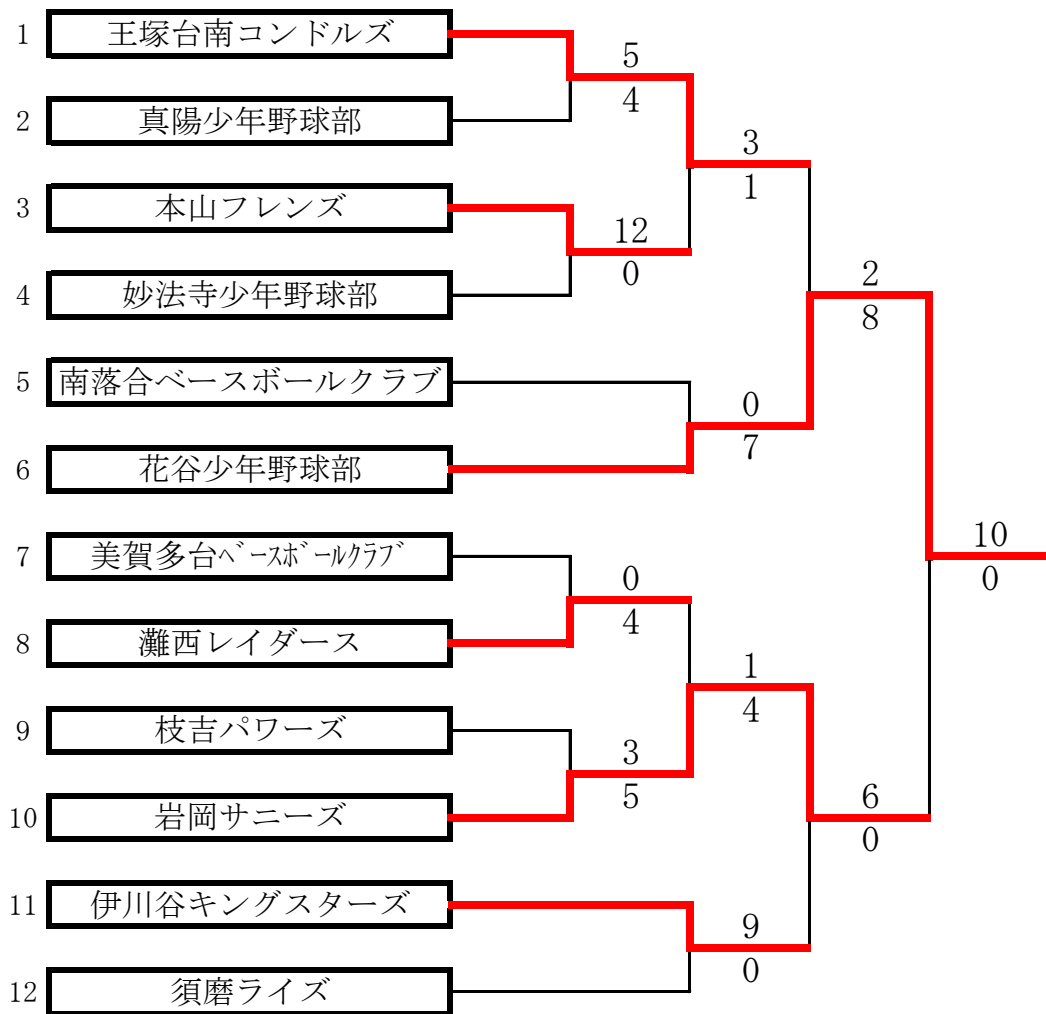 1 王塚台南コンドルズ
5
4
2 真陽少年野球部
3
1
3 本山フレンズ
12
0
4 妙法寺少年野球部
2
8
5 南落合ベースボールクラブ
0
7
6 花谷少年野球部
7 美賀多台ﾍﾞｰｽﾎﾞｰﾙｸﾗﾌﾞ
10
0
0
4
8 灘西レイダース
1
4
9 枝吉パワーズ
3
5
10 岩岡サニーズ
6
0
11 伊川谷キングスターズ
9
0
12 須磨ライズ